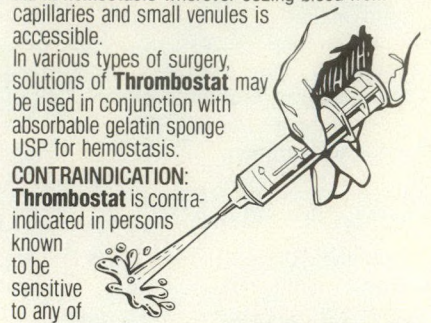 capillaries and small venules is
accessible.
In various types of surgery,
solutions of Thrombostat may
be used in conjunction with
absorbable gelatin sponge
USP for hemostasis.
CONTRAINDICATION:
Thrombostat is contra-
indicated in persons
known
to be
sensitive
to any of